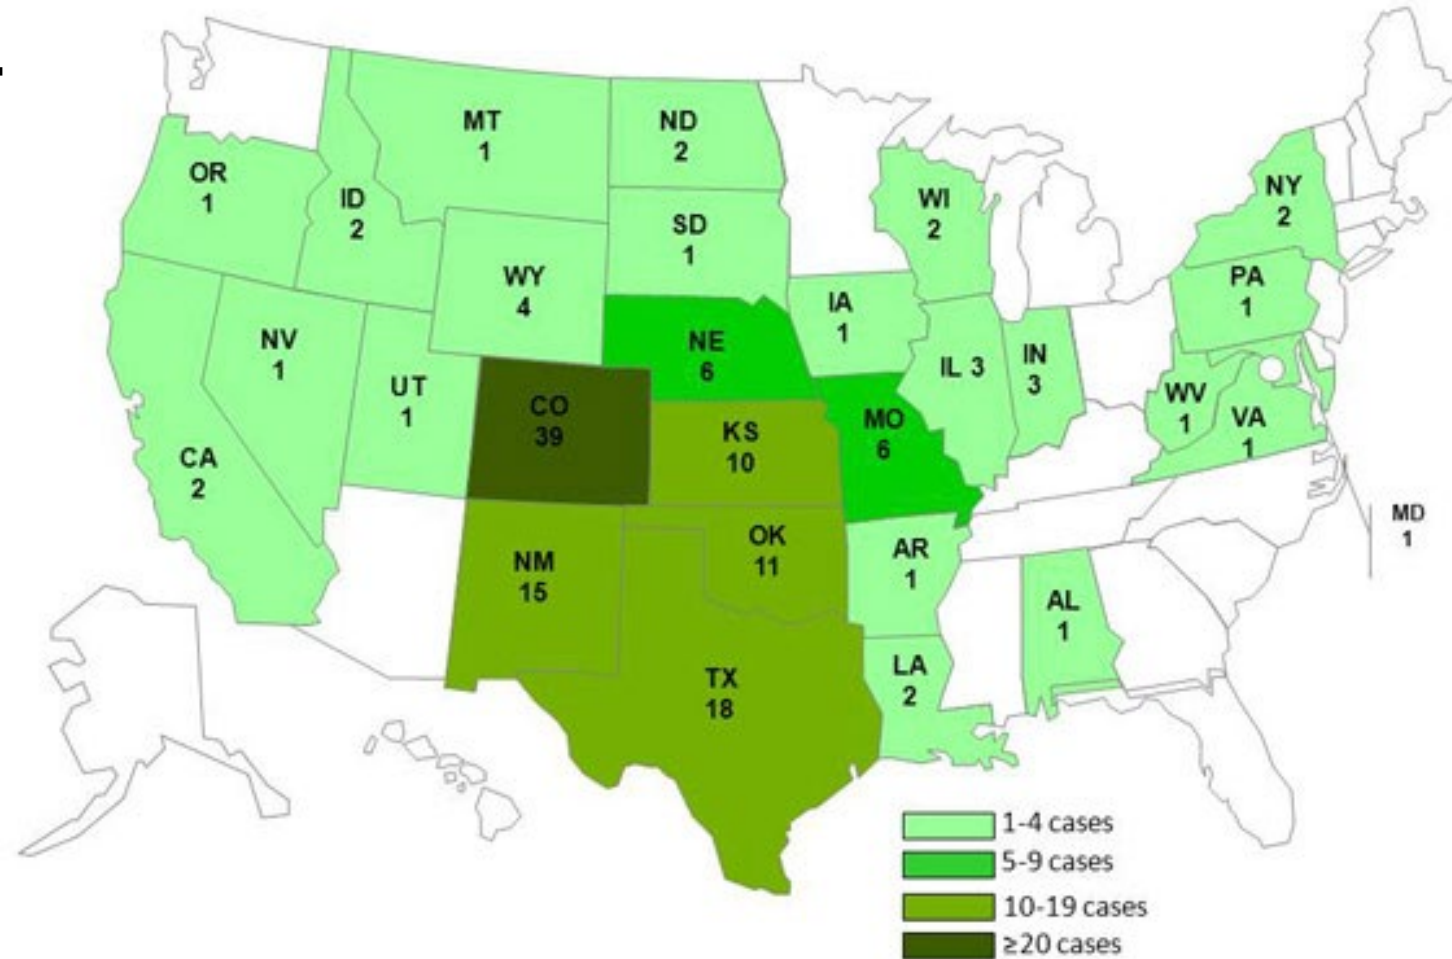 MT
1
ND
2
OR
1
ID
2
WI
2
NY
2
SD
1
WY
4
PA
1
IA
1
NV
1
NE
6
IL 3
IN
3
UT
1
CO
39
WV
1
VA
1
MO
6
KS
10
CA
2
MD
1
OK
11
AR
1
NM
15
AL
1
LA
2
TX
18
1-4 cases
5-9 cases
10-19 cases
≥20 cases